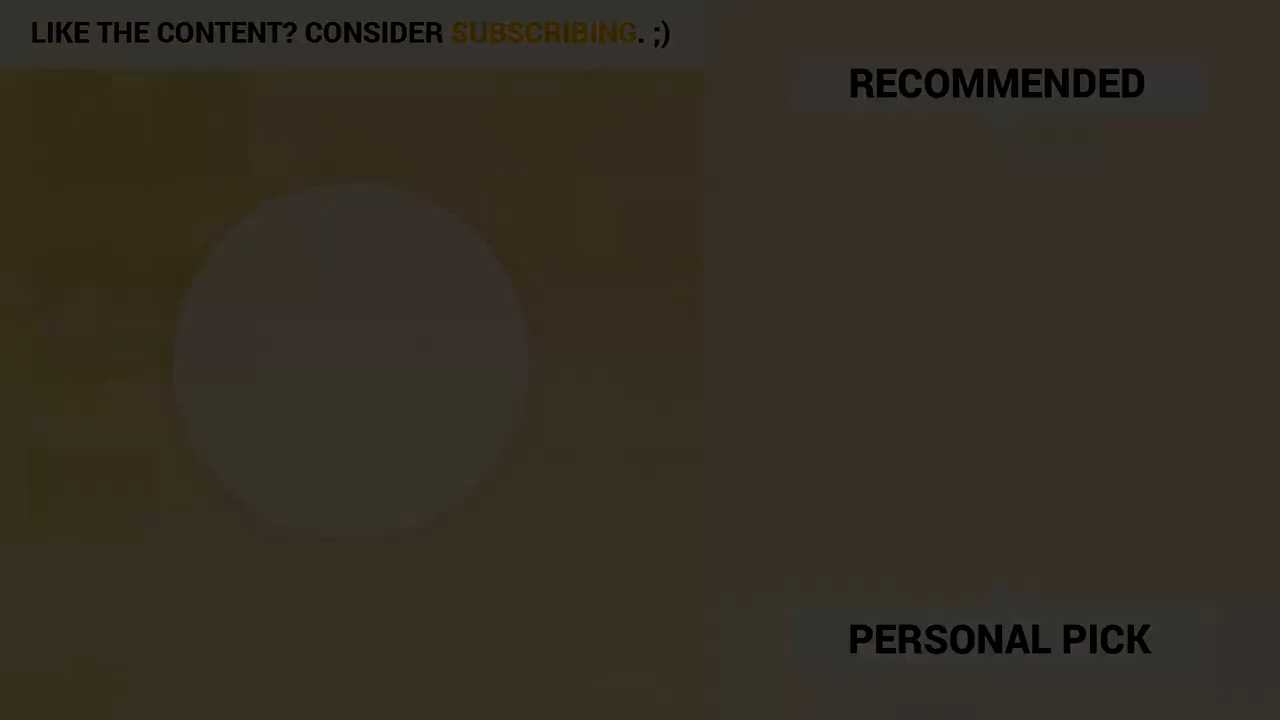 LIKE THE CONTENT? CONSIDER SUBSCRIBING. ;)
RECOMMENDED
PERSONAL PICK